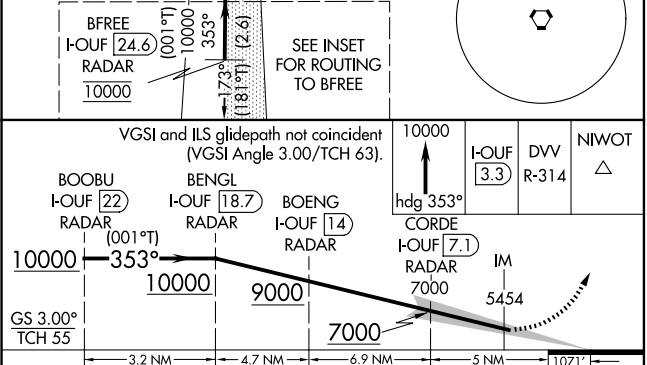 BFREE
I-OUF 24.6
RADAR
10000
(001°T)
10000
353°
(2.6)
173°
(181°T)
SEE INSET
FOR ROUTING
TO BFREE
VGSI and ILS glidepath not coincident
(VGSI Angle 3.00/TCH 63).
10000
hdg 353°
I-OUF
3.3
DVV
R-314
NIWOT
BOOBU
I-OUF 22
RADAR
BENGL
I-OUF 18.7
RADAR
BOENG
I-OUF 14
RADAR
CORDE
I-OUF 7.1
RADAR
7000
IM
5454
(001°T)
10000
353°
10000
9000
7000
GS 3.00°
TCH 55
3.2 NM
4.7 NM
6.9 NM
5 NM
1071'